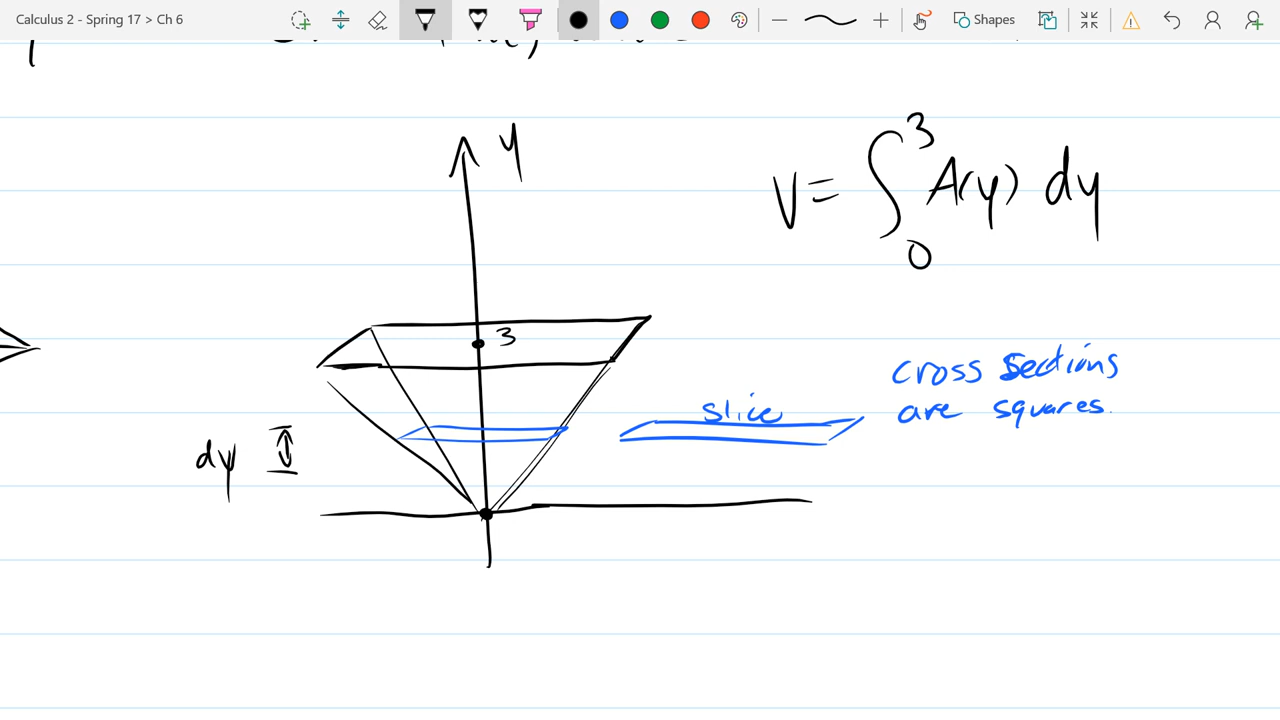 Calculus 2 - Spring 17 > Ch 6
Shapes
y
V = ∫₀³ A(y) dy
3
slice
cross sections
are squares.
dy